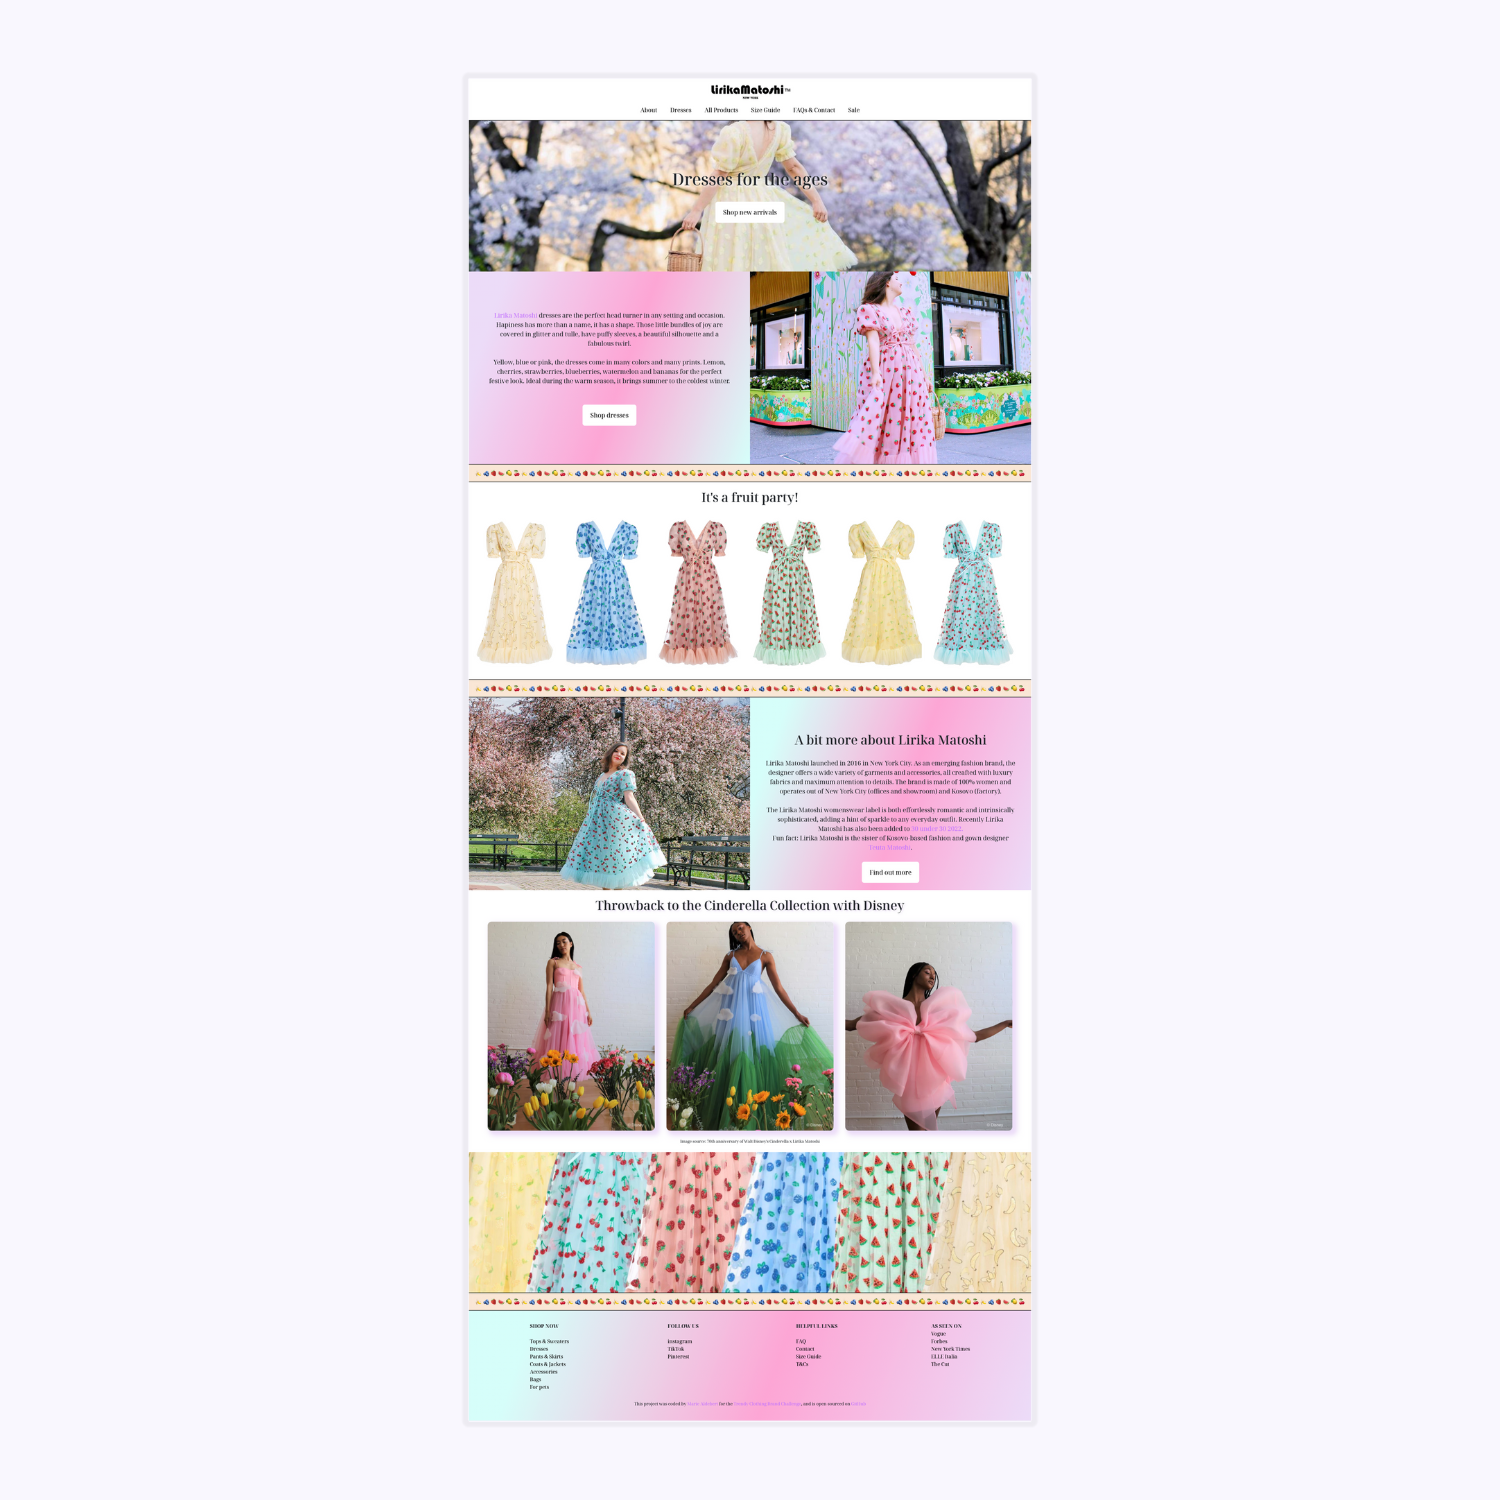 LirikaMatoshi™
NEW YORK
About Dresses All Products Size Guide FAQs & Contact Sale
Dresses for the ages
Shop new arrivals
Lirika Matoshi dresses are the perfect head turner in any setting and occasion.
Hapiness has more than a name, it has a shape. Those little bundles of joy are
covered in glitter and tulle, have puffy sleeves, a beautiful silhouette and a
fabulous twirl.
Yellow, blue or pink, the dresses come in many colors and many prints. Lemon,
cherries, strawberries, blueberries, watermelon and bananas for the perfect
festive look. Ideal during the warm season, it brings summer to the coldest winter.
Shop dresses
It's a fruit party!
A bit more about Lirika Matoshi
Lirika Matoshi launched in 2016 in New York City. As an emerging fashion brand, the
designer offers a wide variety of garments and accessories, all creafted with luxury
fabrics and maximum attention to details. The brand is made of 100% women and
operates out of New York City (offices and showroom) and Kosovo (factory).
The Lirika Matoshi womenswear label is both effortlessly romantic and intrinsically
sophisticated, adding a hint of sparkle to any everyday outfit. Recently Lirika
Matoshi has also been added to 30 under 30 2022.
Fun fact: Lirika Matoshi is the sister of Kosovo-based fashion and gown designer
Teuta Matoshi.
Find out more
Throwback to the Cinderella Collection with Disney
© Disney
© Disney
© Disney
Image source: 70th anniversary of Walt Disney's Cinderella x Lirika Matoshi
SHOP NOW
Tops & Sweaters
Dresses
Pants & Skirts
Coats & Jackets
Accessories
Bags
For pets
FOLLOW US
Instagram
TikTok
Pinterest
HELPFUL LINKS
FAQ
Contact
Size Guide
T&Cs
AS SEEN ON
Vogue
Forbes
New York Times
ELLE Italia
The Cut
This project was coded by for the , and is open-sourced on GitHub